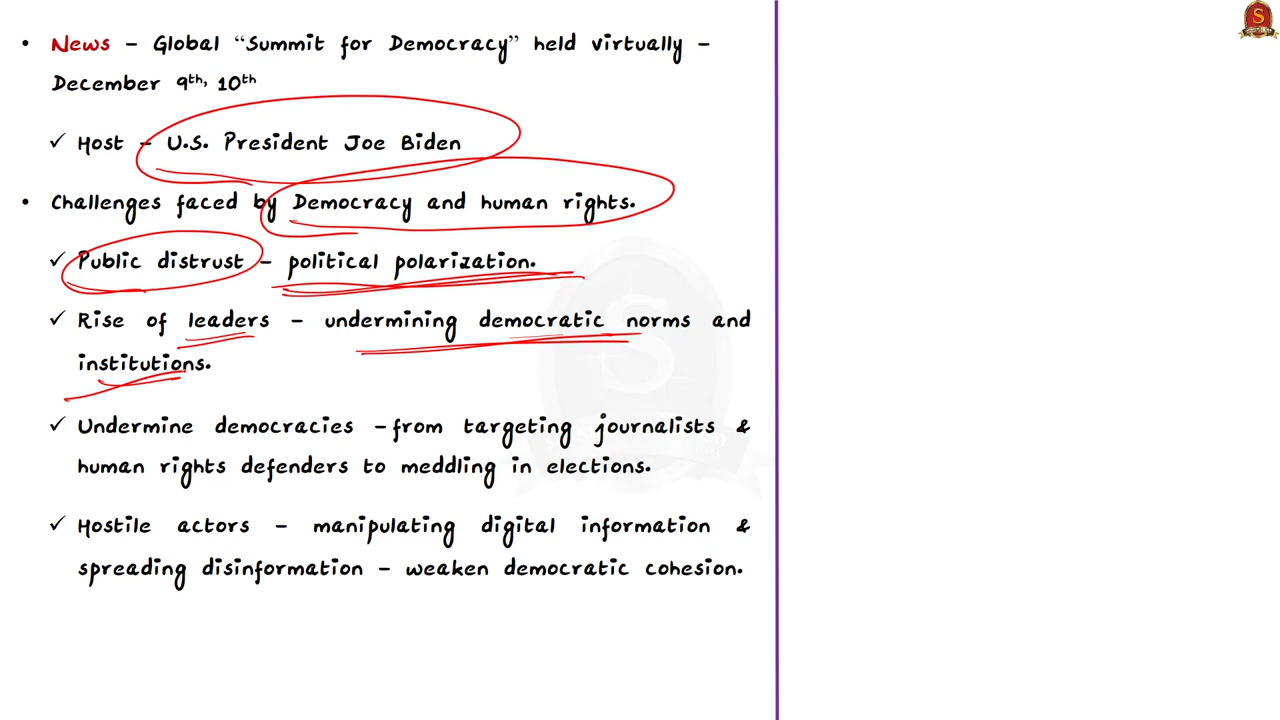 • News – Global “Summit for Democracy” held virtually –
December 9th, 10th
✓ Host – U.S. President Joe Biden
• Challenges faced by Democracy and human rights.
✓ Public distrust – political polarization.
✓ Rise of leaders – undermining democratic norms and
institutions.
✓ Undermine democracies –from targeting journalists &
human rights defenders to meddling in elections.
✓ Hostile actors – manipulating digital information &
spreading disinformation – weaken democratic cohesion.
S